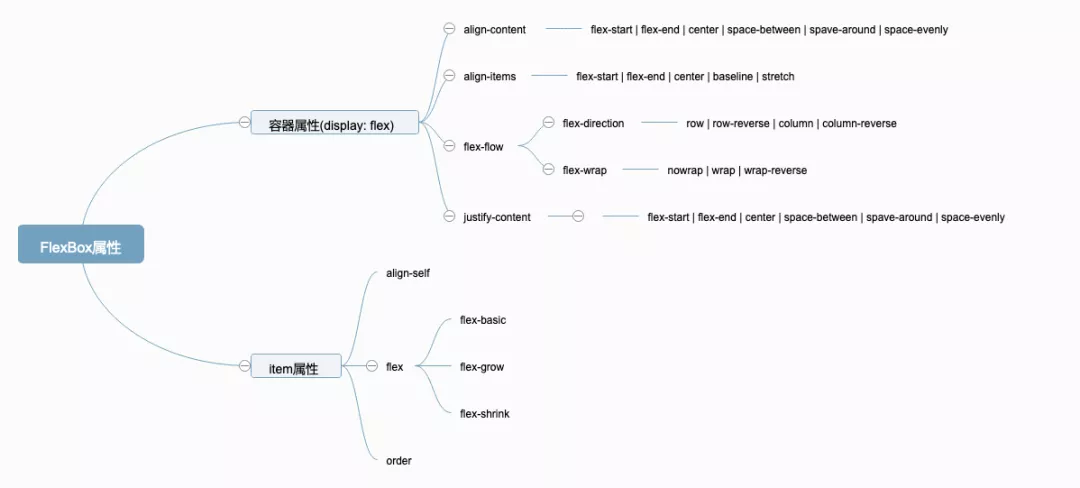 align-content
flex-start | flex-end | center | space-between | spave-around | space-evenly
align-items
flex-start | flex-end | center | baseline | stretch
容器属性(display: flex)
flex-direction
row | row-reverse | column | column-reverse
flex-flow
flex-wrap
nowrap | wrap | wrap-reverse
justify-content
flex-start | flex-end | center | space-between | spave-around | space-evenly
FlexBox属性
align-self
flex-basic
item属性
flex
flex-grow
flex-shrink
order